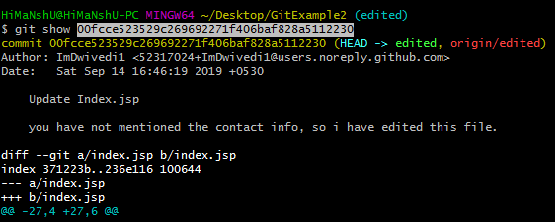 HiMaNshU@HiMaNshU-PC MINGW64 ~/Desktop/GitExample2 (edited)
$ git show 00fcce523529c269692271f406baf828a5112230
commit 00fcce523529c269692271f406baf828a5112230 (HEAD -> edited, origin/edited)
Author: ImDwivedi1 <52317024+ImDwivedi1@users.noreply.github.com>
Date:   Sat Sep 14 16:46:19 2019 +0530
Update Index.jsp
you have not mentioned the contact info, so i have edited this file.
diff --git a/index.jsp b/index.jsp
index 371223b..236e116 100644
--- a/index.jsp
+++ b/index.jsp
@@ -27,4 +27,6 @@